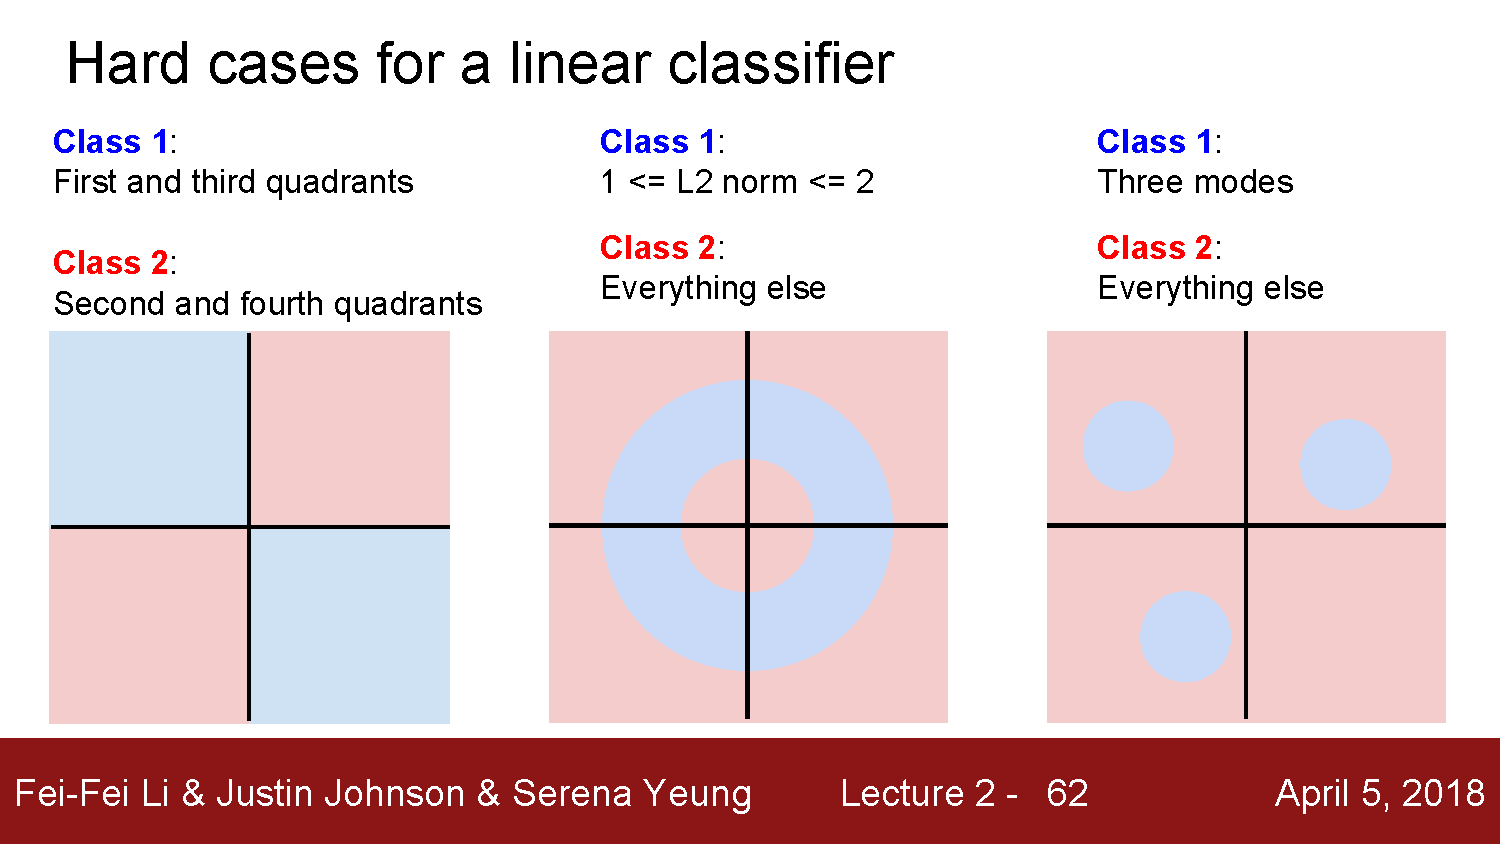 Hard cases for a linear classifier
Class 1:
First and third quadrants
Class 2:
Second and fourth quadrants
Class 1:
1 <= L2 norm <= 2
Class 2:
Everything else
Class 1:
Three modes
Class 2:
Everything else
Fei-Fei Li & Justin Johnson & Serena Yeung Lecture 2 - 62 April 5, 2018